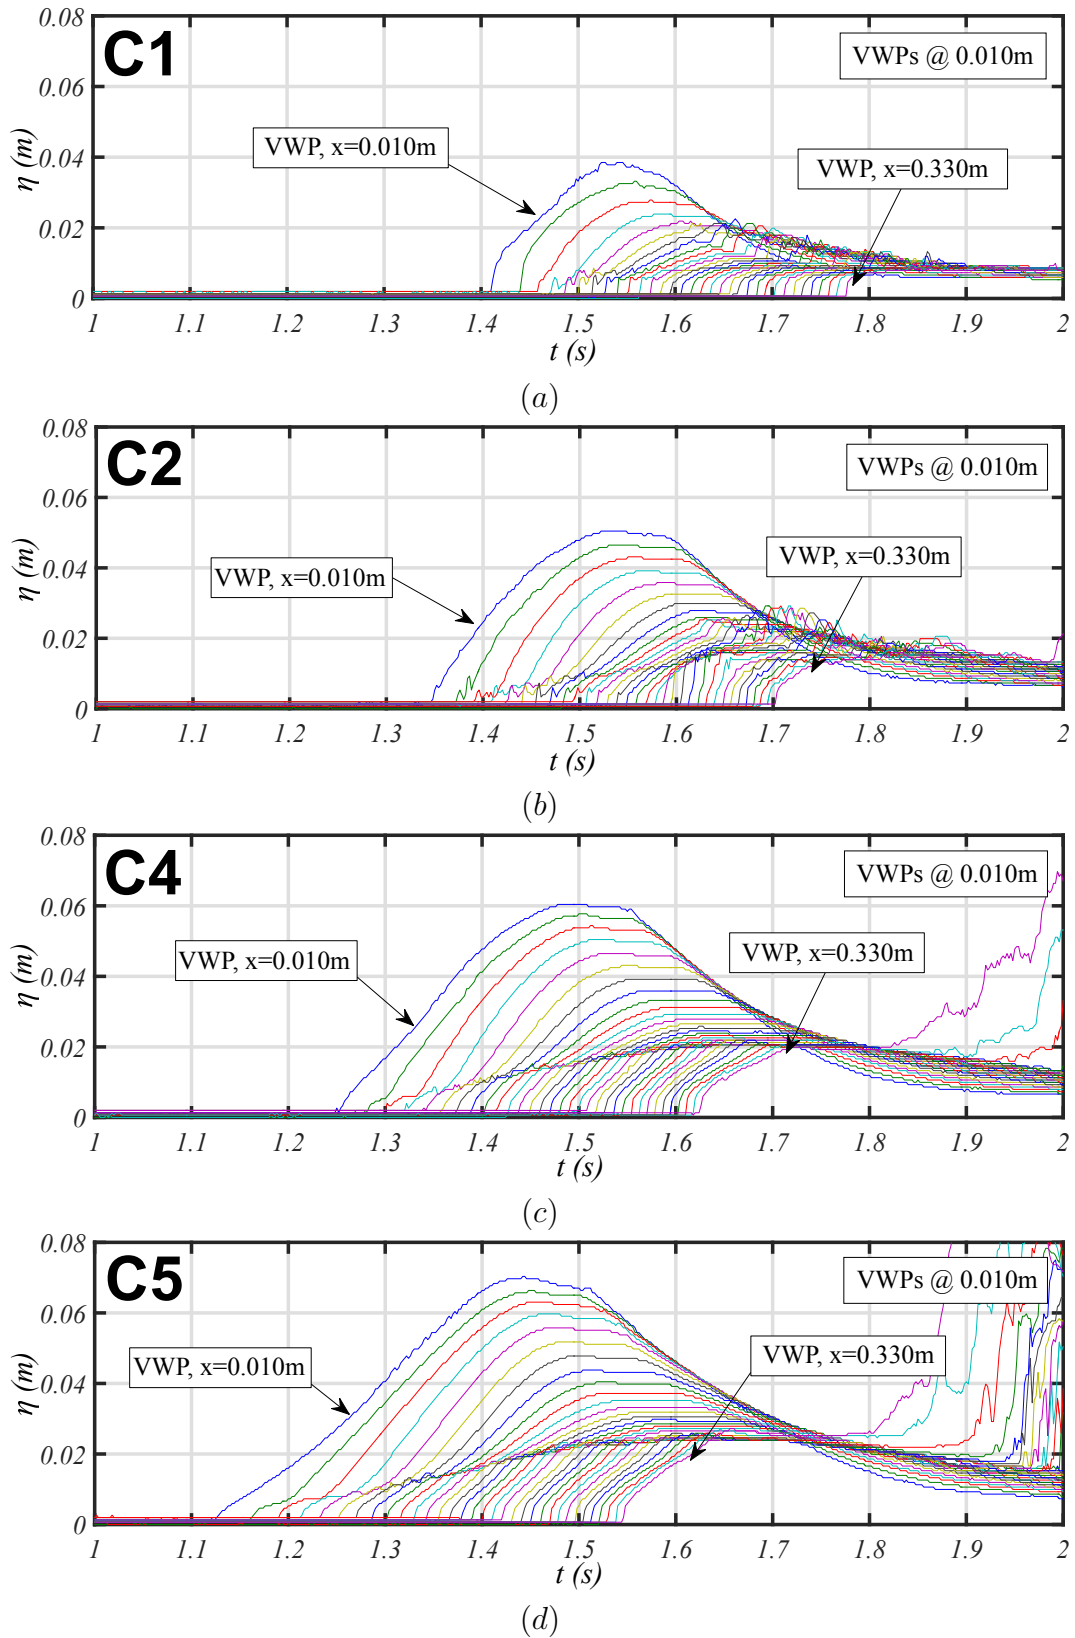 0.08
C1
VWPs @ 0.010m
0.06
η (m)
0.04
VWP, x=0.010m
VWP, x=0.330m
0.02
0
1 1.1 1.2 1.3 1.4 1.5 1.6 1.7 1.8 1.9 2
t (s)
(a)
0.08
C2
VWPs @ 0.010m
0.06
η (m)
0.04
VWP, x=0.010m
VWP, x=0.330m
0.02
0
1 1.1 1.2 1.3 1.4 1.5 1.6 1.7 1.8 1.9 2
t (s)
(b)
0.08
C4
VWPs @ 0.010m
0.06
η (m)
0.04
VWP, x=0.010m
VWP, x=0.330m
0.02
0
1 1.1 1.2 1.3 1.4 1.5 1.6 1.7 1.8 1.9 2
t (s)
(c)
0.08
C5
VWPs @ 0.010m
0.06
η (m)
0.04
VWP, x=0.010m
VWP, x=0.330m
0.02
0
1 1.1 1.2 1.3 1.4 1.5 1.6 1.7 1.8 1.9 2
t (s)
(d)